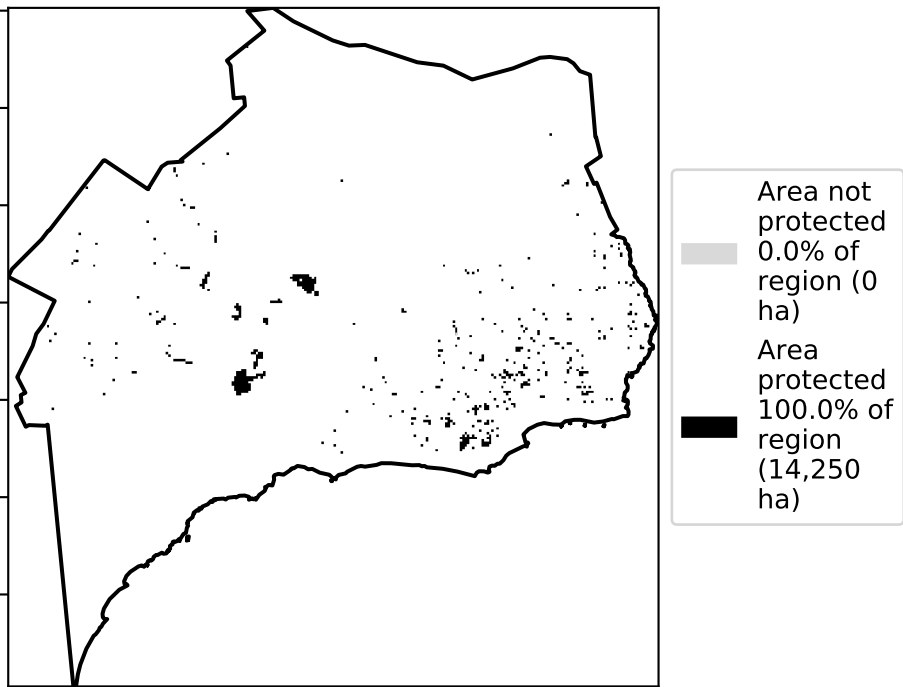 Area not
protected
0.0% of
region (0
ha)
Area
protected
100.0% of
region
(14,250
ha)